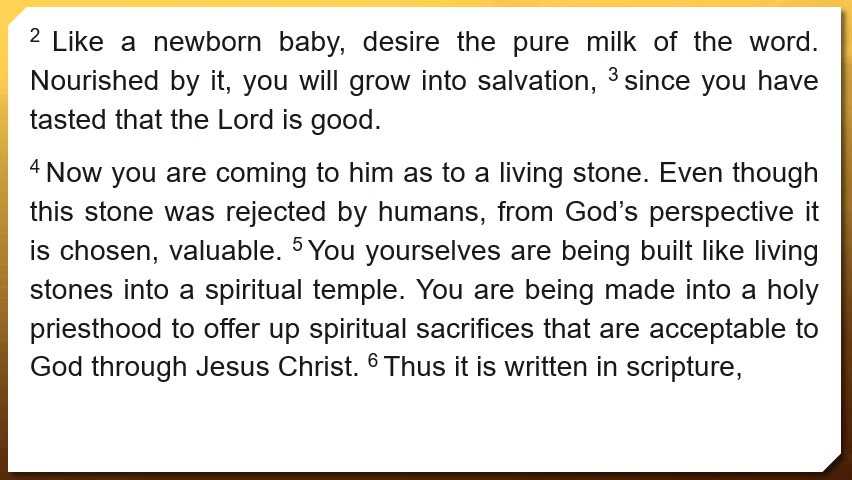 ² Like a newborn baby, desire the pure milk of the word.
Nourished by it, you will grow into salvation, ³ since you have
tasted that the Lord is good.
⁴ Now you are coming to him as to a living stone. Even though
this stone was rejected by humans, from God’s perspective it
is chosen, valuable. ⁵ You yourselves are being built like living
stones into a spiritual temple. You are being made into a holy
priesthood to offer up spiritual sacrifices that are acceptable to
God through Jesus Christ. ⁶ Thus it is written in scripture,